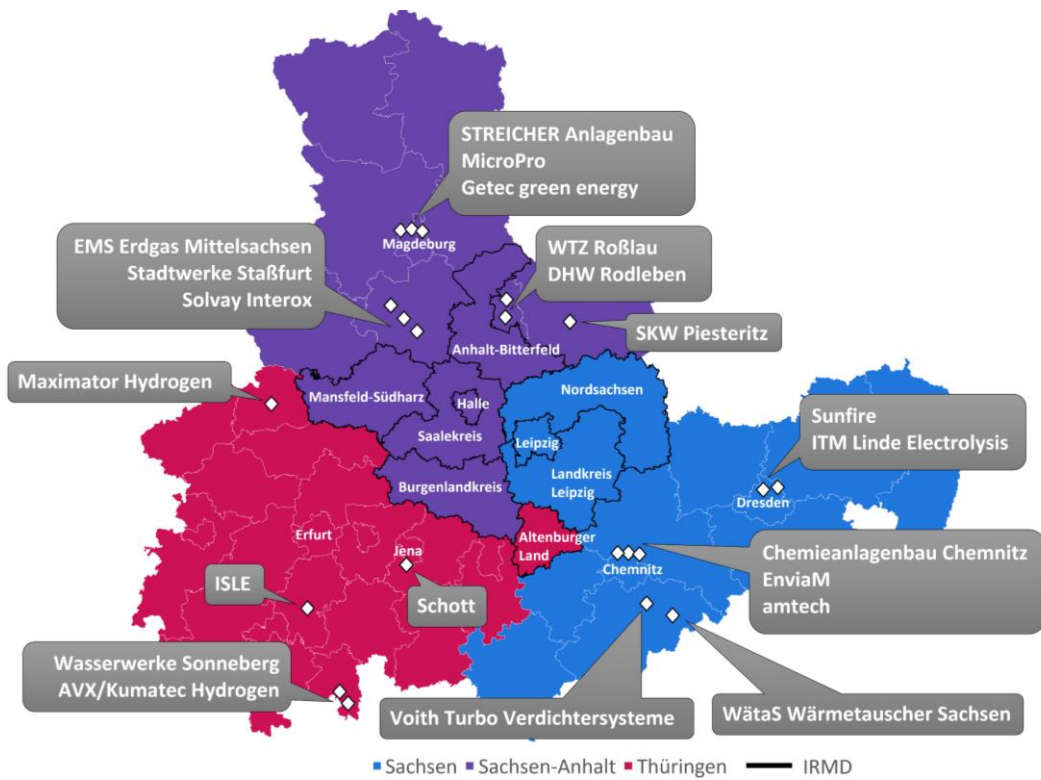 STREICHER Anlagenbau
MicroPro
Getec green energy
Magdeburg
EMS Erdgas Mittelsachsen
Stadtwerke Staßfurt
Solvay Interox
WTZ Roßlau
DHW Rodleben
SKW Piesteritz
Anhalt-Bitterfeld
Maximator Hydrogen
Mansfeld-Südharz
Halle
Saalekreis
Nordsachsen
Leipzig
Landkreis
Leipzig
Burgenlandkreis
Sunfire
ITM Linde Electrolysis
Dresden
Erfurt
Jena
Altenburger
Land
Chemnitz
Chemieanlagenbau Chemnitz
EnviaM
amtech
ISLE
Schott
Wasserwerke Sonneberg
AVX/Kumatec Hydrogen
Voith Turbo Verdichtersysteme
WätaS Wärmetauscher Sachsen
Sachsen Sachsen-Anhalt Thüringen IRMD